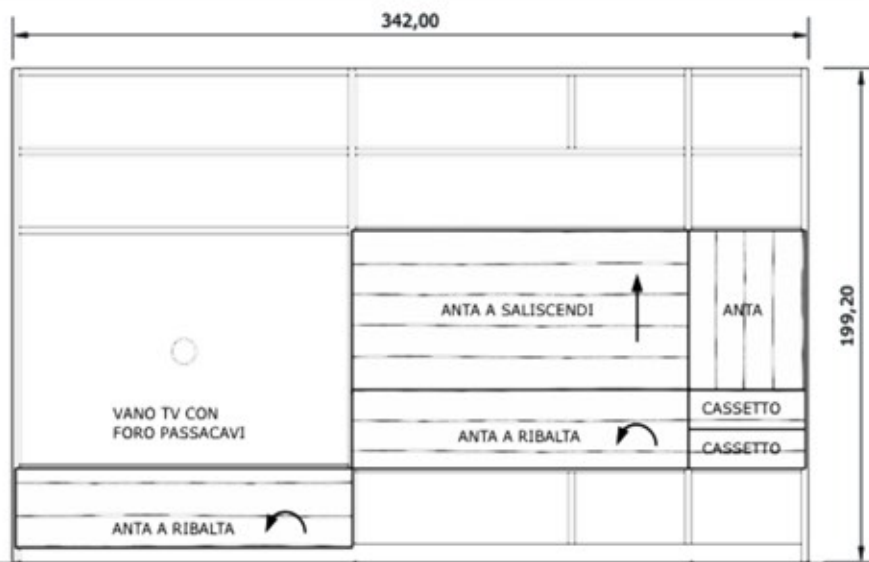 342,00
199,20
ANTA A SALISCENDI
ANTA
VANO TV CON
FORO PASSACAVI
CASSETTO
ANTA A RIBALTA
CASSETTO
ANTA A RIBALTA